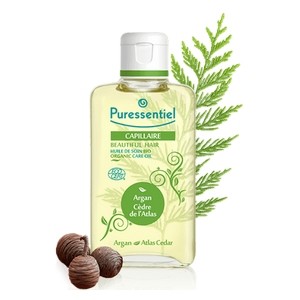 Puressentiel
CAPILLAIRE
BEAUTIFUL HAIR
HUILE DE SOIN BIO
ORGANIC CARE OIL
Argan
Cèdre
de l'Atlas
Argan Atlas Cedar